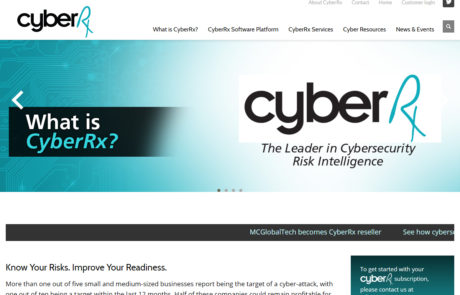 About CyberRx Contact Home Customer login
cyberRx
What is CyberRx? CyberRx Software Platform CyberRx Services Cyber Resources News & Events
What is
CyberRx?
cyberRx
The Leader in Cybersecurity
Risk Intelligence
MCGlobalTech becomes CyberRx reseller See how cyberse
Know Your Risks. Improve Your Readiness.
More than one out of five small and medium-sized businesses report being the target of a cyber-attack, with
one out of ten being a target within the last 12 months. Half of these companies could remain profitable for
To get started with your
cyberRx subscription,
please contact us at